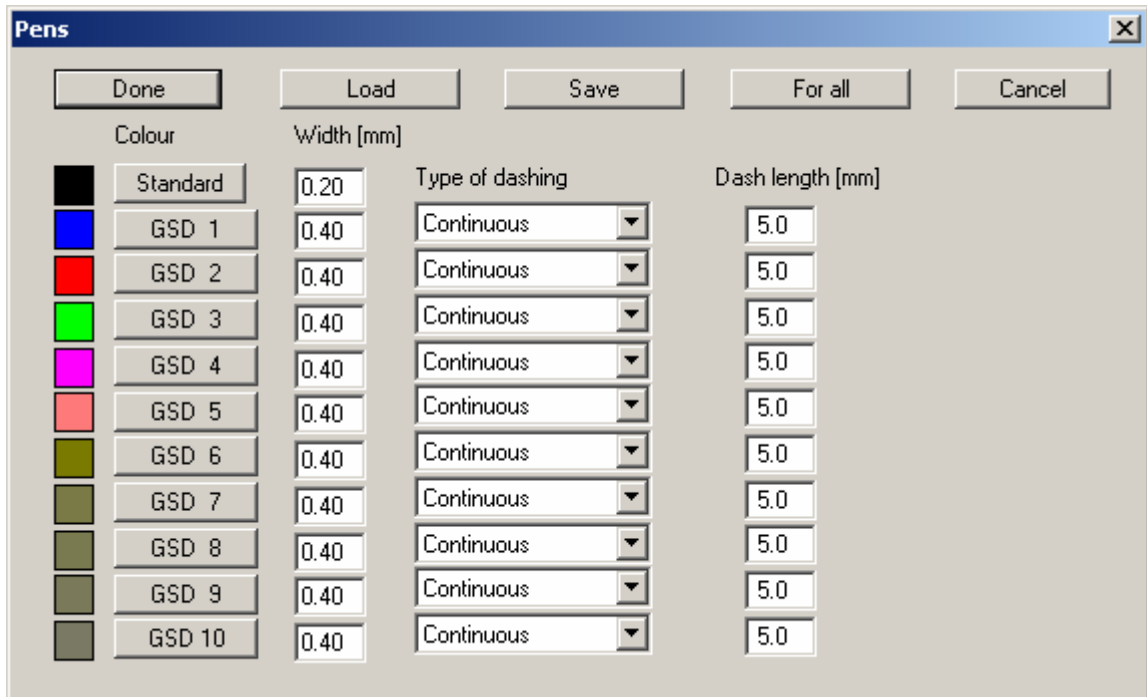 Pens
Done Load Save For all Cancel
Colour Width [mm]
Standard 0.20 Type of dashing Dash length [mm]
GSD 1 0.40 Continuous 5.0
GSD 2 0.40 Continuous 5.0
GSD 3 0.40 Continuous 5.0
GSD 4 0.40 Continuous 5.0
GSD 5 0.40 Continuous 5.0
GSD 6 0.40 Continuous 5.0
GSD 7 0.40 Continuous 5.0
GSD 8 0.40 Continuous 5.0
GSD 9 0.40 Continuous 5.0
GSD 10 0.40 Continuous 5.0